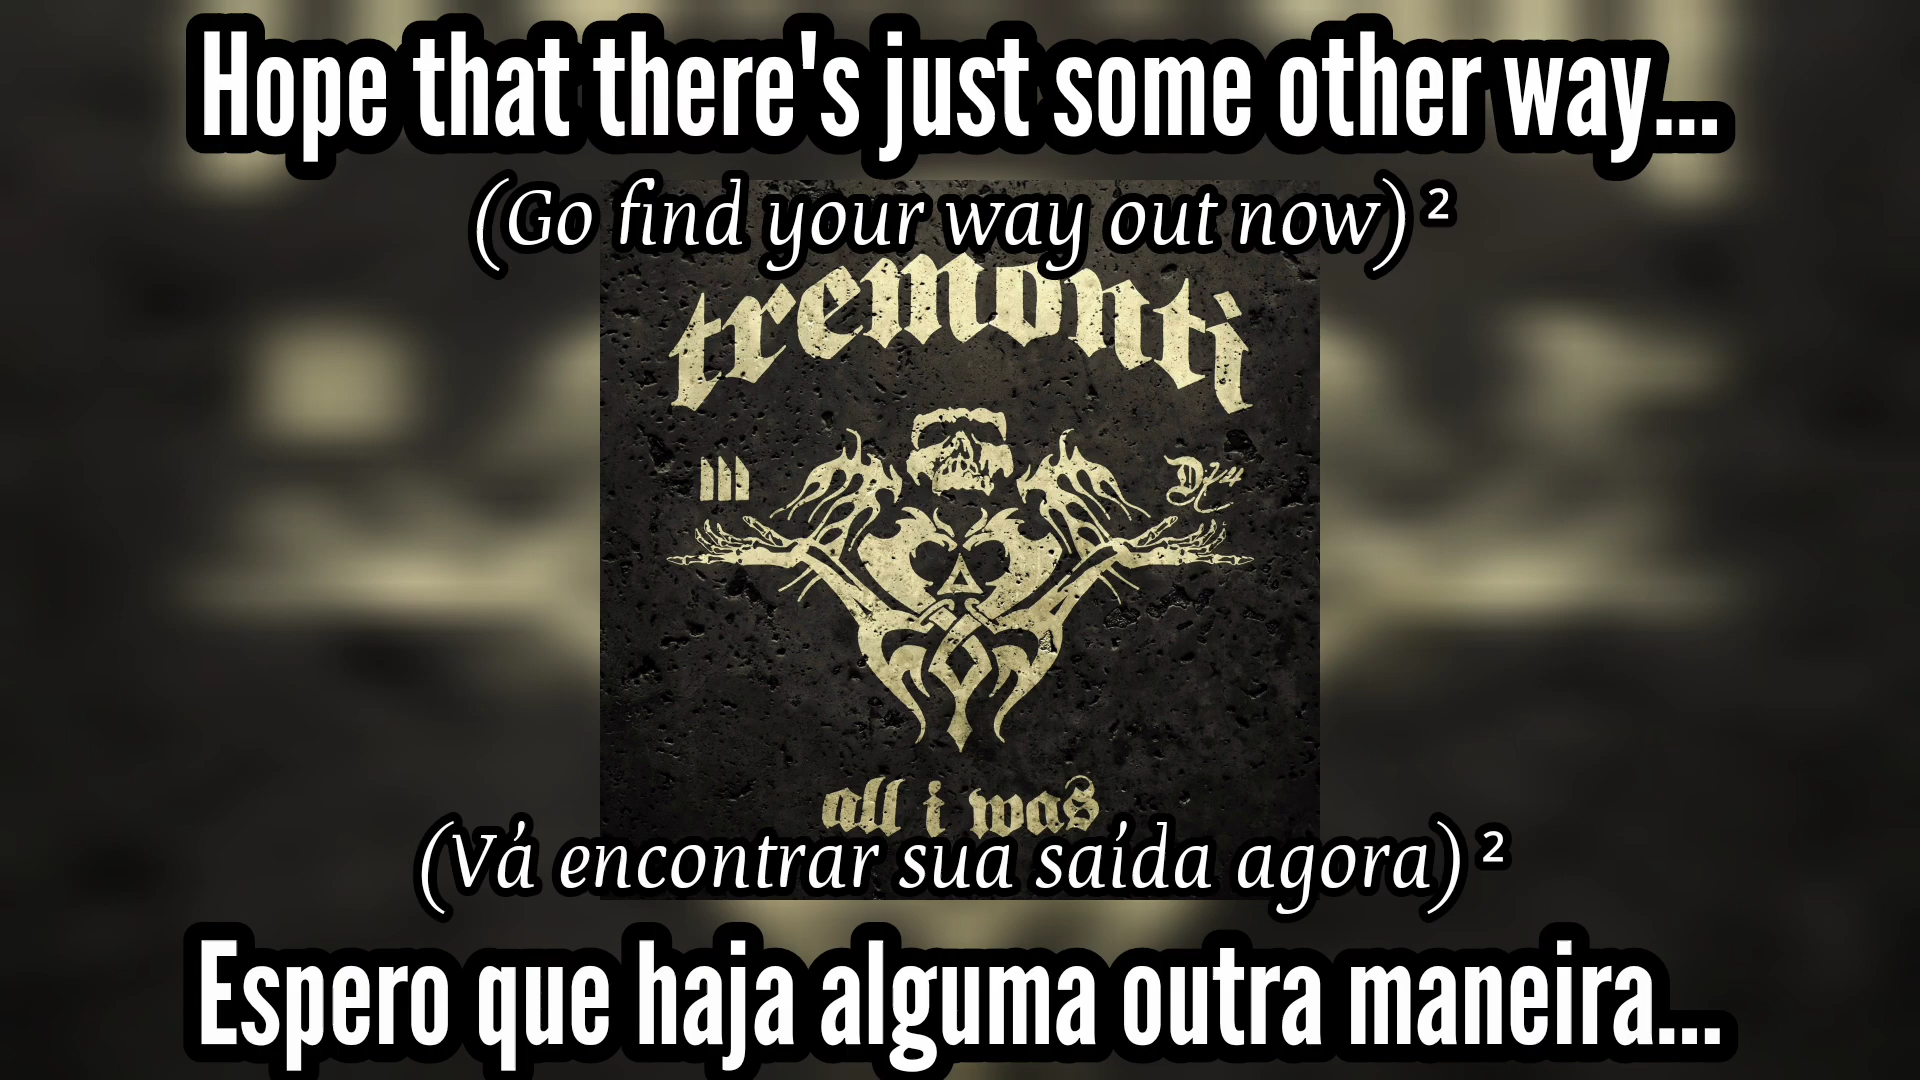 Hope that there's just some other way...
(Go find your way out now) ²
tremonti
all i was
(Vá encontrar sua saída agora) ²
Espero que haja alguma outra maneira...